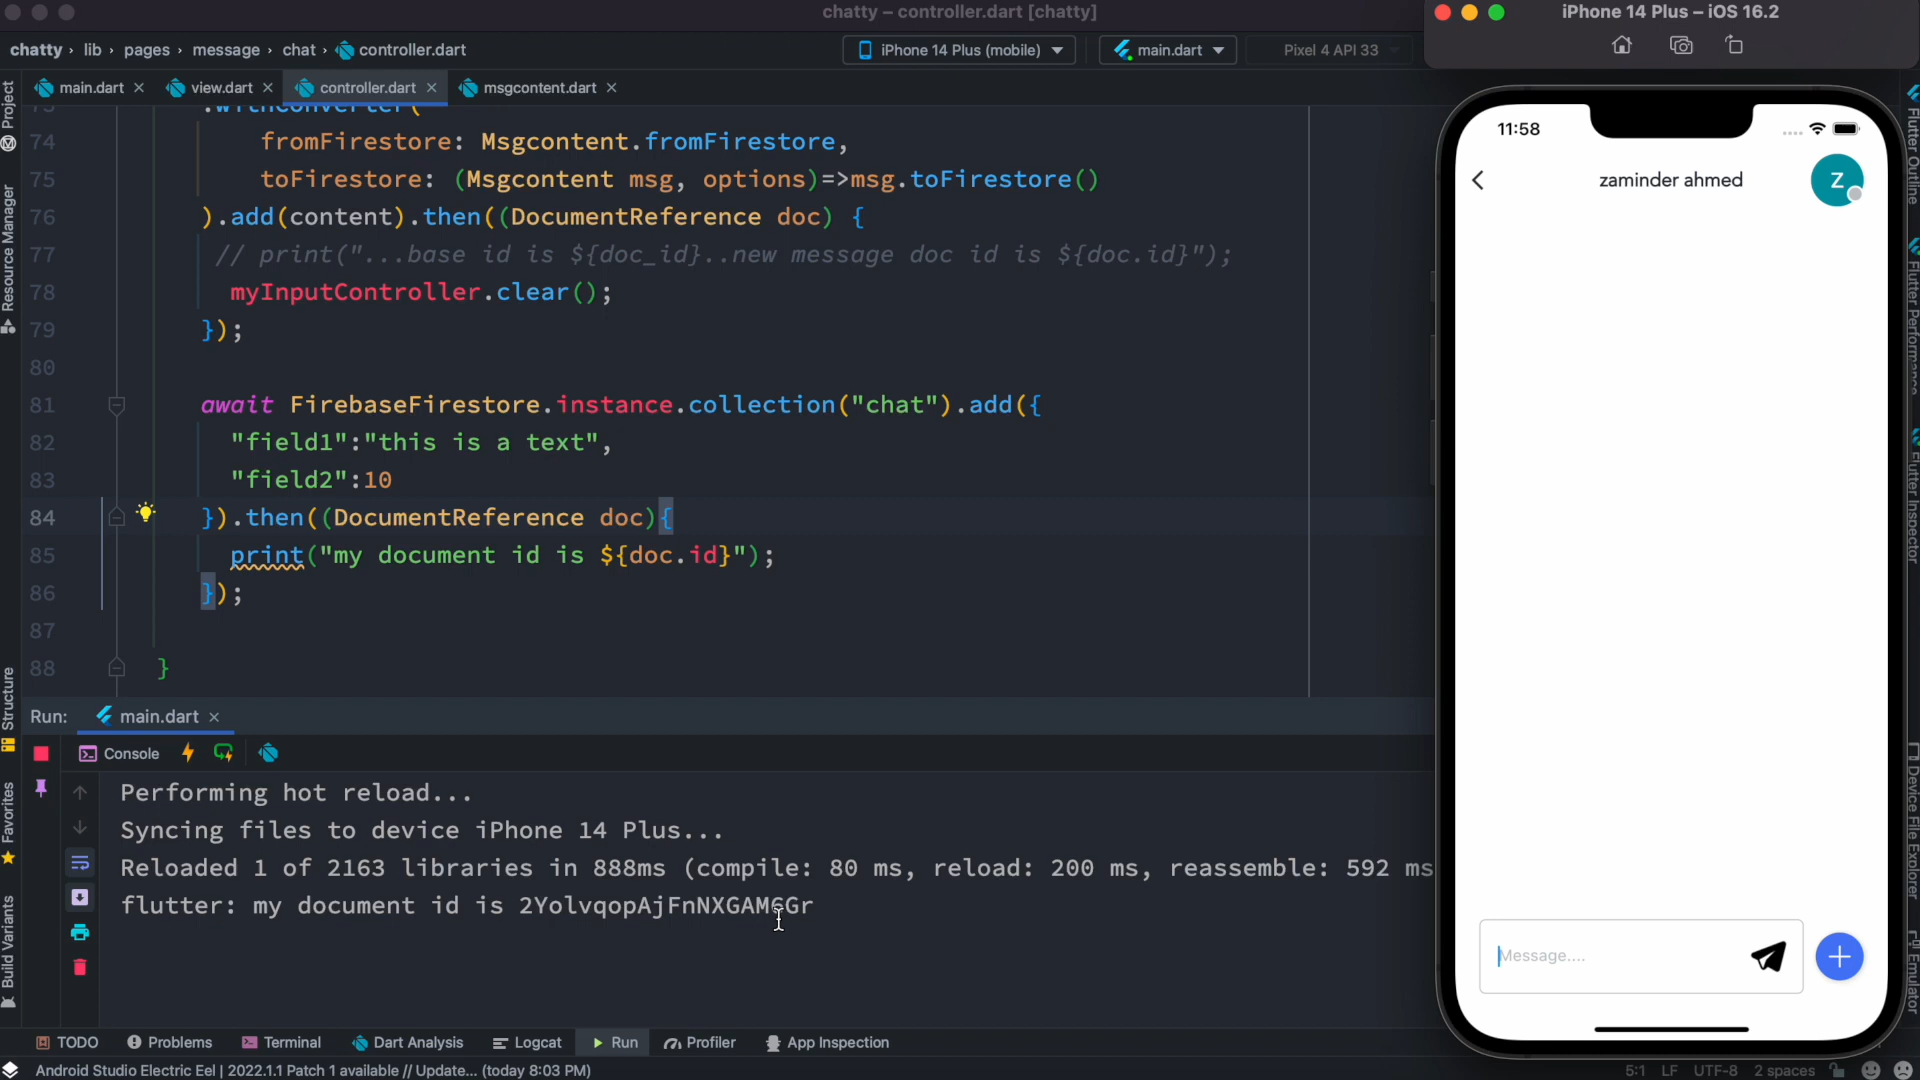 chatty – controller.dart [chatty]
chatty › lib › pages › message › chat › controller.dart
iPhone 14 Plus (mobile)
main.dart
Pixel 4 API 33
main.dart
view.dart
controller.dart
msgcontent.dart
.withConverter(
74 fromFirestore: Msgcontent.fromFirestore,
75 toFirestore: (Msgcontent msg, options)=>msg.toFirestore()
76 ).add(content).then((DocumentReference doc) {
77 // print("...base id is ${doc_id}..new message doc id is ${doc.id}");
78 myInputController.clear();
79 });
80
81 await FirebaseFirestore.instance.collection("chat").add({
82 "field1":"this is a text",
83 "field2":10
84 }).then((DocumentReference doc){
85 print("my document id is ${doc.id}");
86 });
87
88 }
Project
Resource Manager
Structure
Favorites
Build Variants
Run: main.dart
Console
Performing hot reload...
Syncing files to device iPhone 14 Plus...
Reloaded 1 of 2163 libraries in 888ms (compile: 80 ms, reload: 200 ms, reassemble: 592 ms
flutter: my document id is 2YolvqopAjFnNXGAM6Gr
TODO
Problems
Terminal
Dart Analysis
Logcat
Run
Profiler
App Inspection
Android Studio Electric Eel | 2022.1.1 Patch 1 available // Update... (today 8:03 PM)
5:1 LF UTF-8 2 spaces
iPhone 14 Plus – iOS 16.2
11:58
zaminder ahmed
Z
Message....
Flutter Outline
Flutter Performance
Flutter Inspector
Device File Explorer
Emulator